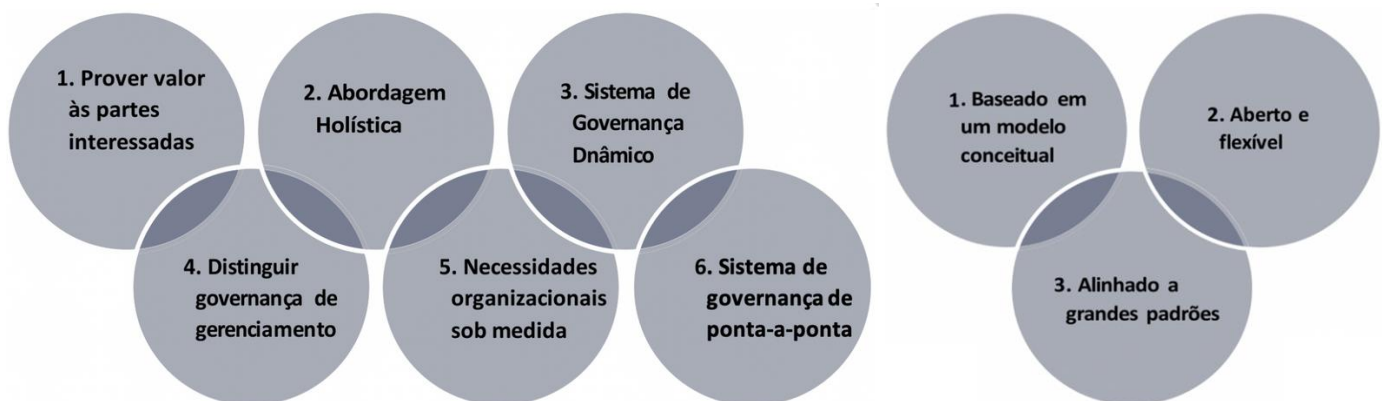 1. Prover valor
às partes
interessadas
2. Abordagem
Holística
3. Sistema de
Governança
Dnâmico
4. Distinguir
governança de
gerenciamento
5. Necessidades
organizacionais
sob medida
6. Sistema de
governança de
ponta-a-ponta
1. Baseado em
um modelo
conceitual
2. Aberto e
flexível
3. Alinhado a
grandes padrões